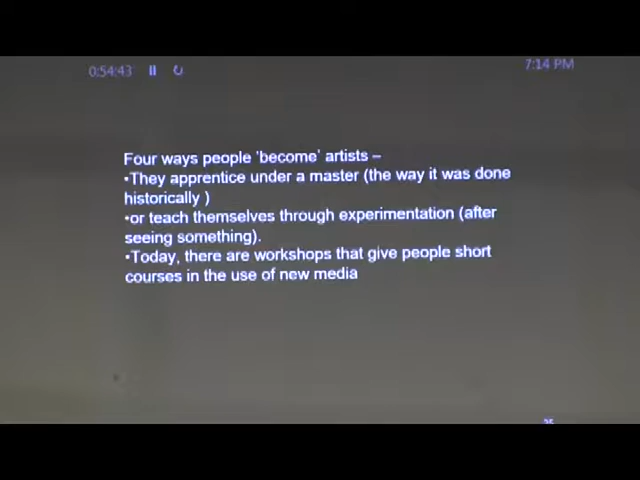 0:54:43
7:14 PM
Four ways people 'become' artists –
•They apprentice under a master (the way it was done
historically )
•or teach themselves through experimentation (after
seeing something).
•Today, there are workshops that give people short
courses in the use of new media